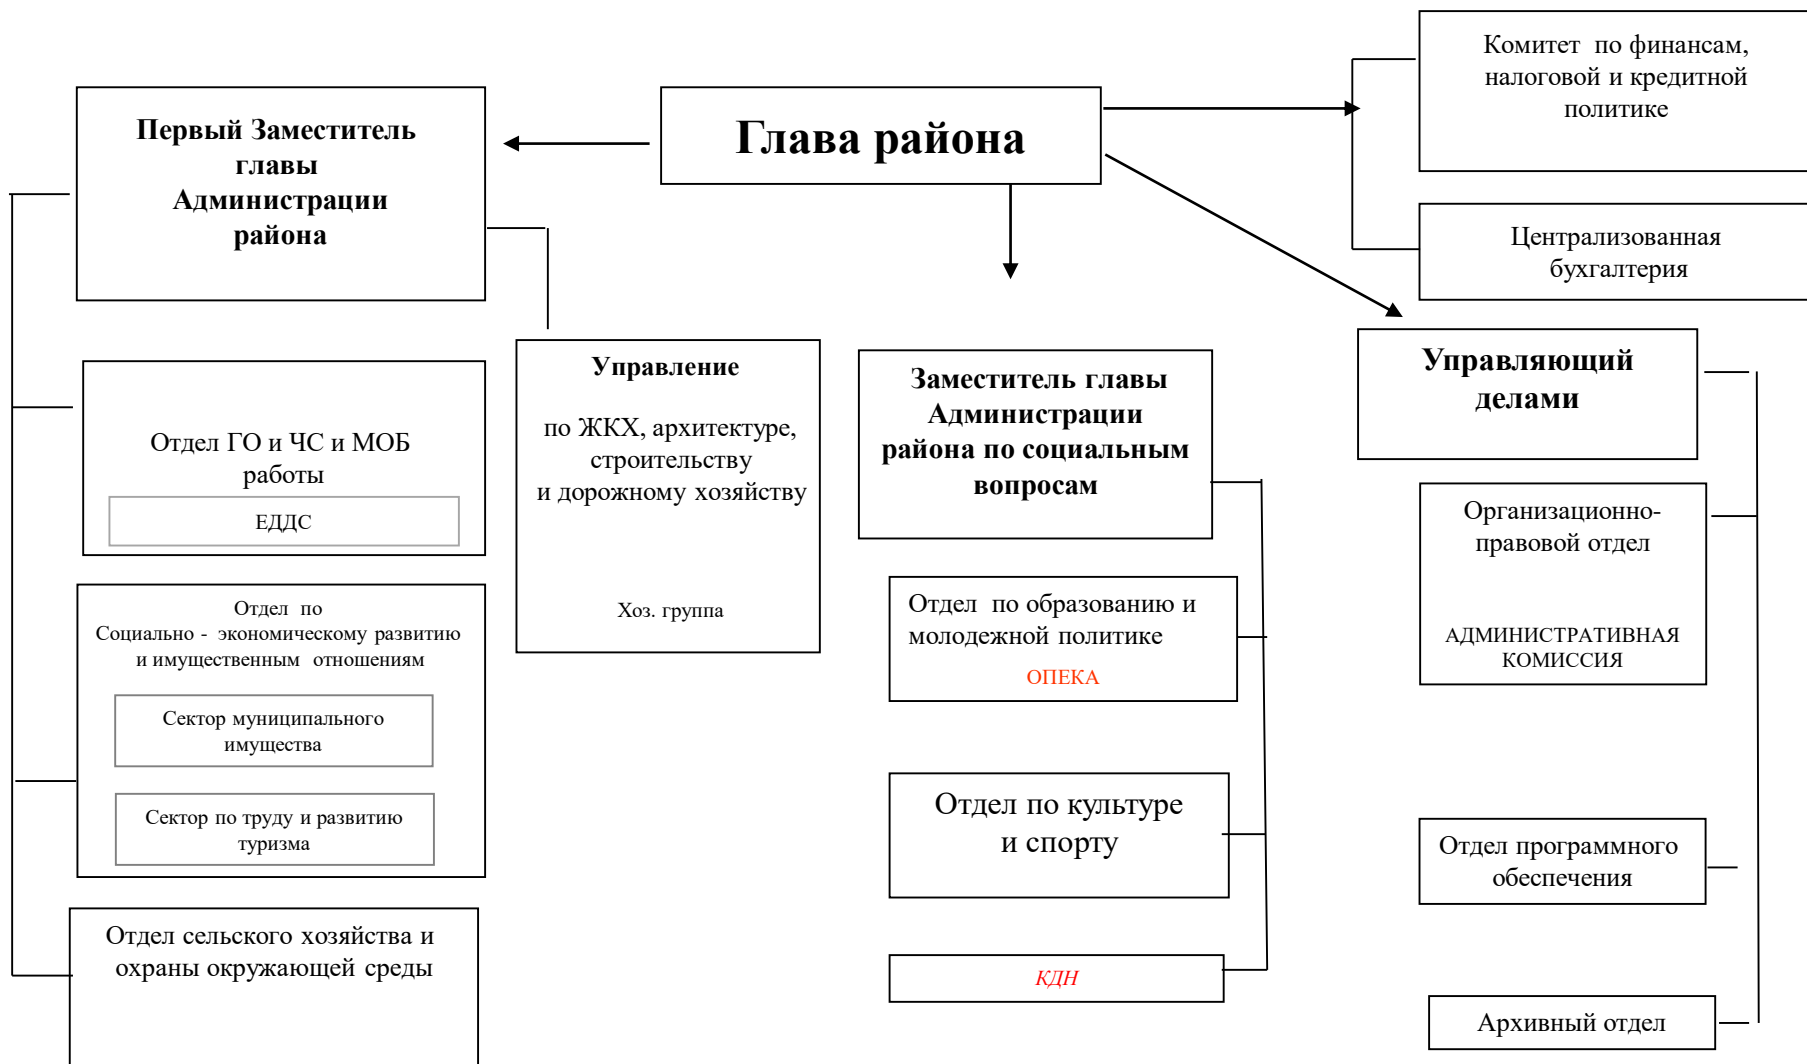 Комитет по финансам,
налоговой и кредитной
политике
Первый Заместитель
главы
Администрации
района
Глава района
Централизованная
бухгалтерия
Управление
по ЖКХ, архитектуре,
строительству
и дорожному хозяйству
Хоз. группа
Заместитель главы
Администрации
района по социальным
вопросам
Управляющий
делами
Отдел ГО и ЧС и МОБ
работы
ЕДДС
Организационно-
правовой отдел
АДМИНИСТРАТИВНАЯ
КОМИССИЯ
Отдел по
Социально - экономическому развитию
и имущественным отношениям
Сектор муниципального
имущества
Сектор по труду и развитию
туризма
Отдел по образованию и
молодежной политике
ОПЕКА
Отдел по культуре
и спорту
Отдел программного
обеспечения
Отдел сельского хозяйства и
охраны окружающей среды
КДН
Архивный отдел